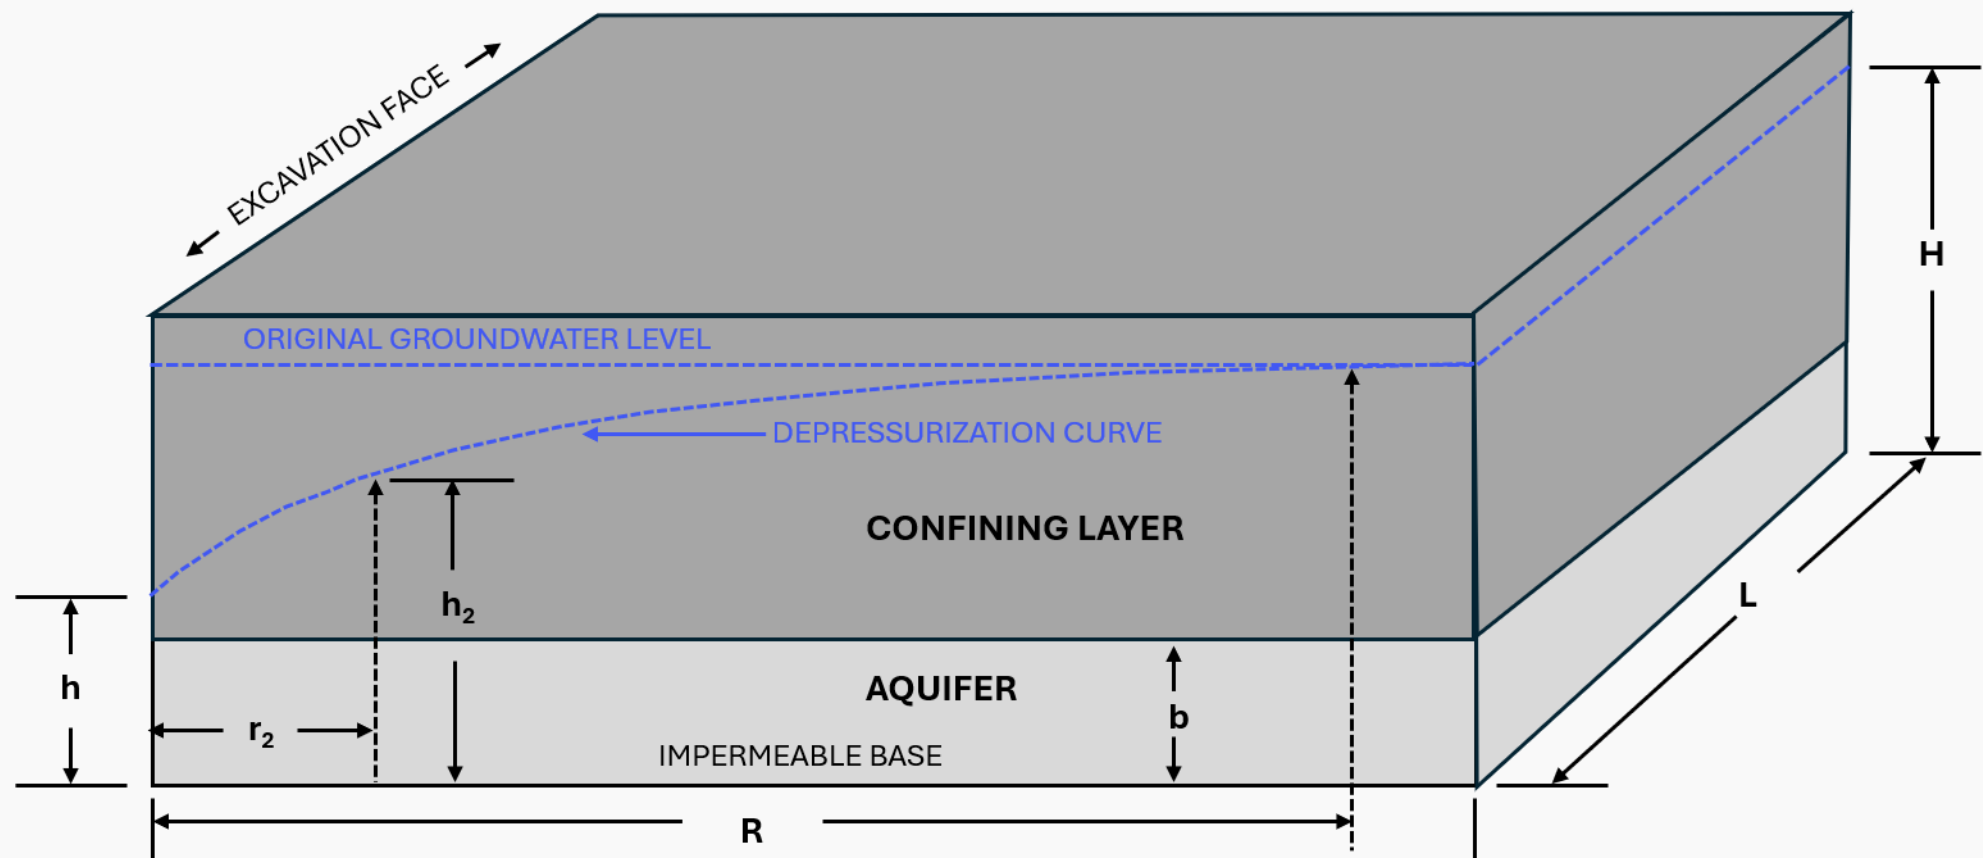 EXCAVATION FACE
ORIGINAL GROUNDWATER LEVEL
H
DEPRESSURIZATION CURVE
CONFINING LAYER
h₂
L
h
AQUIFER
b
r₂
IMPERMEABLE BASE
R